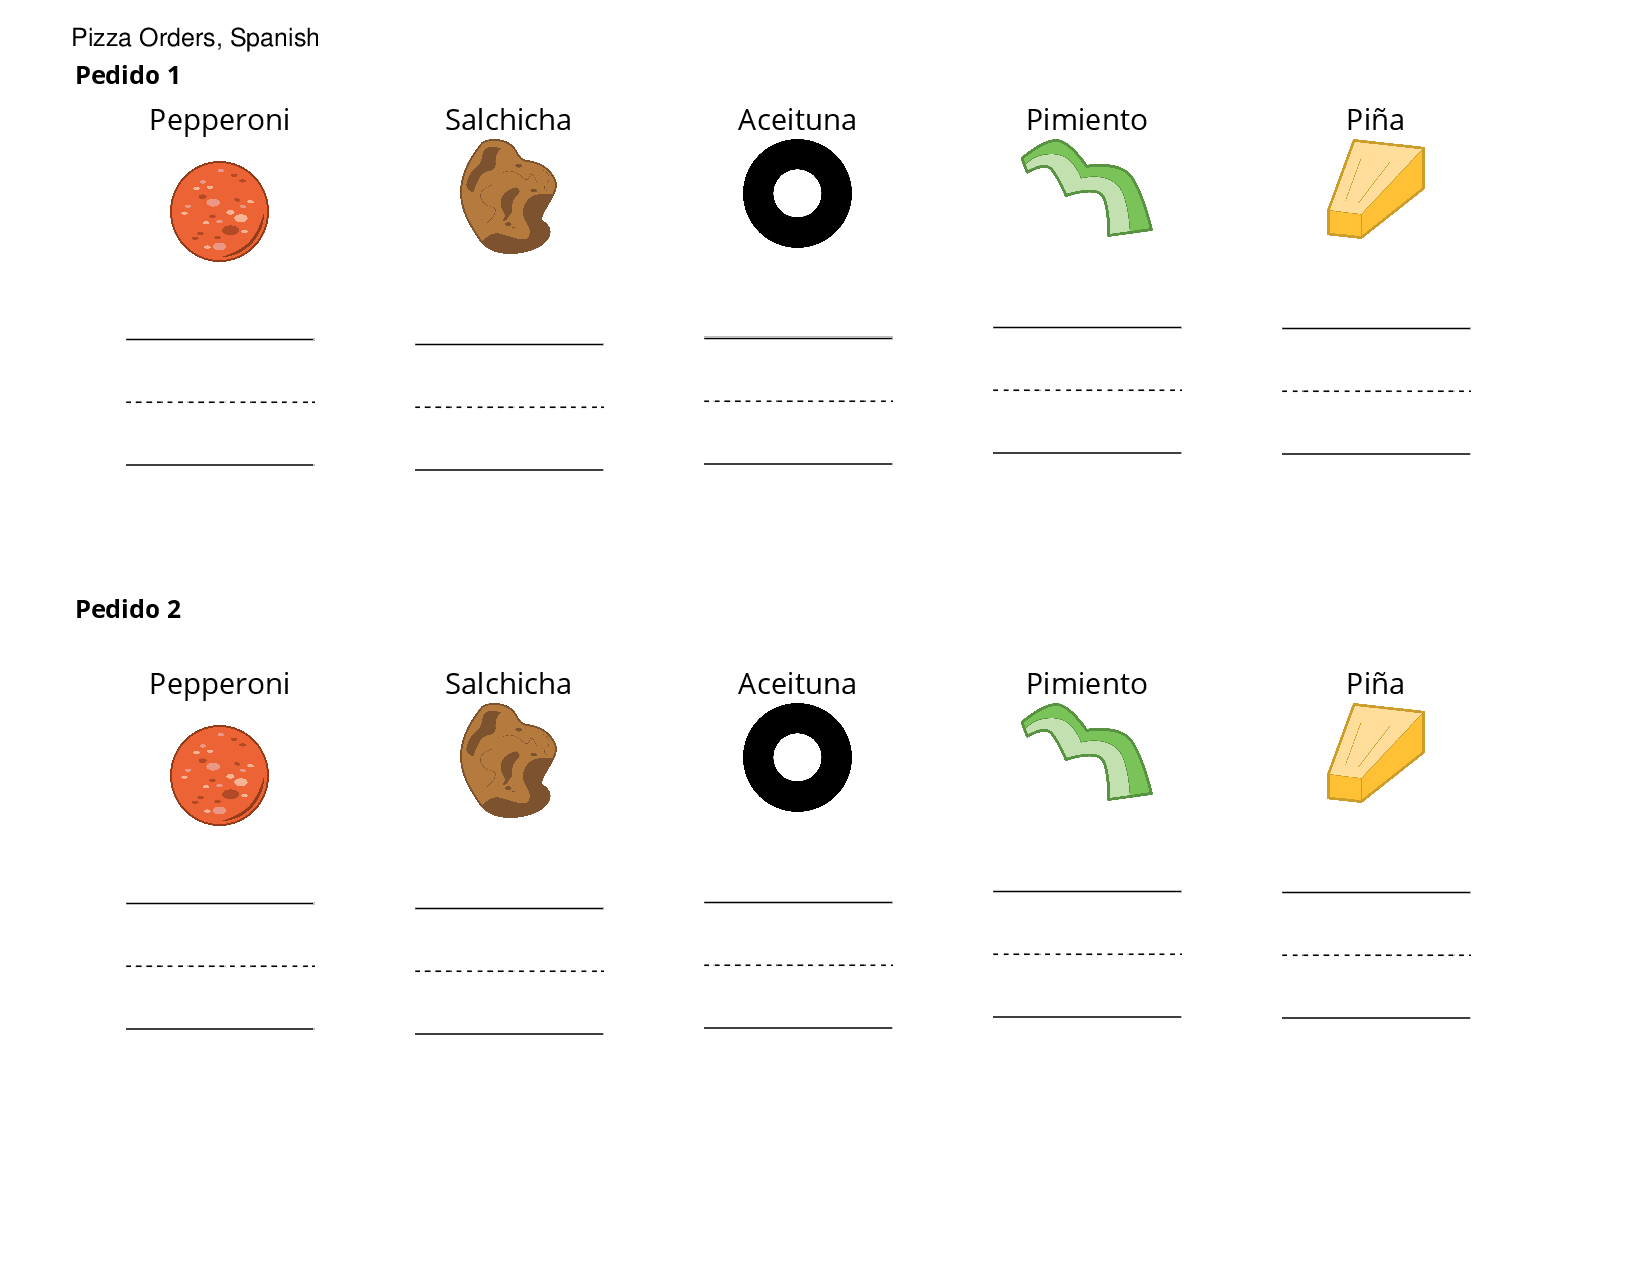 Pizza Orders, Spanish
Pedido 1
Pepperoni Salchicha Aceituna Pimiento Piña
Pedido 2
Pepperoni Salchicha Aceituna Pimiento Piña